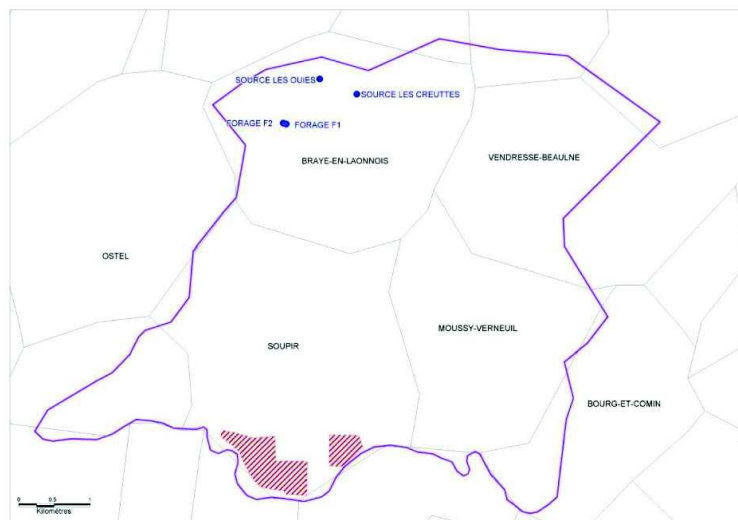 SOURCE LES OUIES
SOURCE LES CREUTTES
FORAGE F2
FORAGE F1
BRAYE-EN-LAONNOIS
VENDRESSE-BEAULNE
OSTEL
MOUSSY-VERNEUIL
SOUPIR
BOURG-ET-COMIN
0 0.5 1
Kilomètres